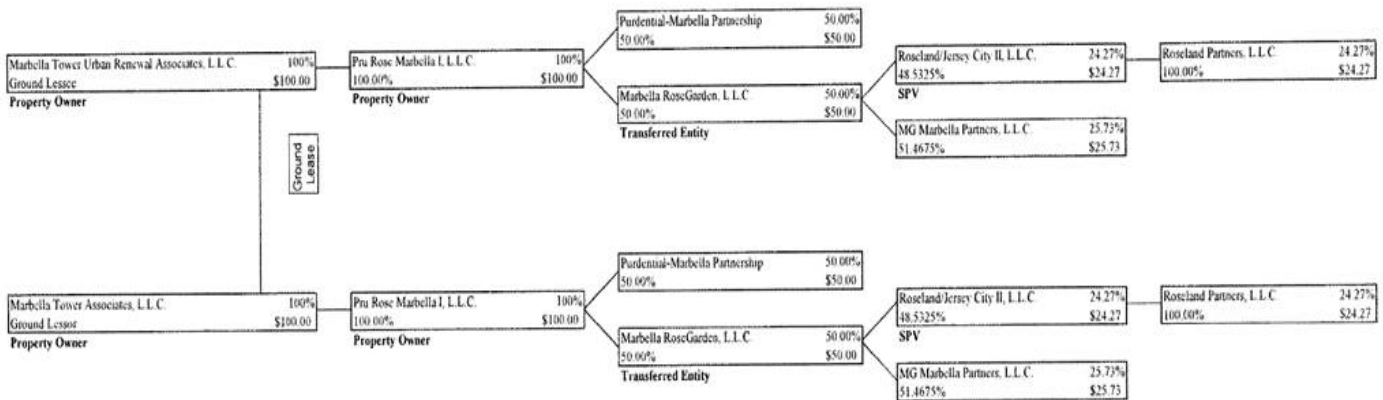 Purdential-Marbella Partnership 50.00%
50.00% $50.00
Marbella Tower Urban Renewal Associates, L.L.C. 100%
Ground Lessee $100.00
Property Owner
Pru Rose Marbella I, L.L.C. 100%
100.00% $100.00
Property Owner
Roseland/Jersey City II, L.L.C. 24.27%
48.5325% $24.27
SPV
Roseland Partners, L.L.C. 24.27%
100.00% $24.27
Marbella RoseGarden, L.L.C. 50.00%
50.00% $50.00
Transferred Entity
MG Marbella Partners, L.L.C. 25.73%
51.4675% $25.73
Ground
Lease
Purdential-Marbella Partnership 50.00%
50.00% $50.00
Marbella Tower Associates, L.L.C. 100%
Ground Lessor $100.00
Property Owner
Pru Rose Marbella I, L.L.C. 100%
100.00% $100.00
Property Owner
Roseland/Jersey City II, L.L.C. 24.27%
48.5325% $24.27
SPV
Roseland Partners, L.L.C. 24.27%
100.00% $24.27
Marbella RoseGarden, L.L.C. 50.00%
50.00% $50.00
Transferred Entity
MG Marbella Partners, L.L.C. 25.73%
51.4675% $25.73